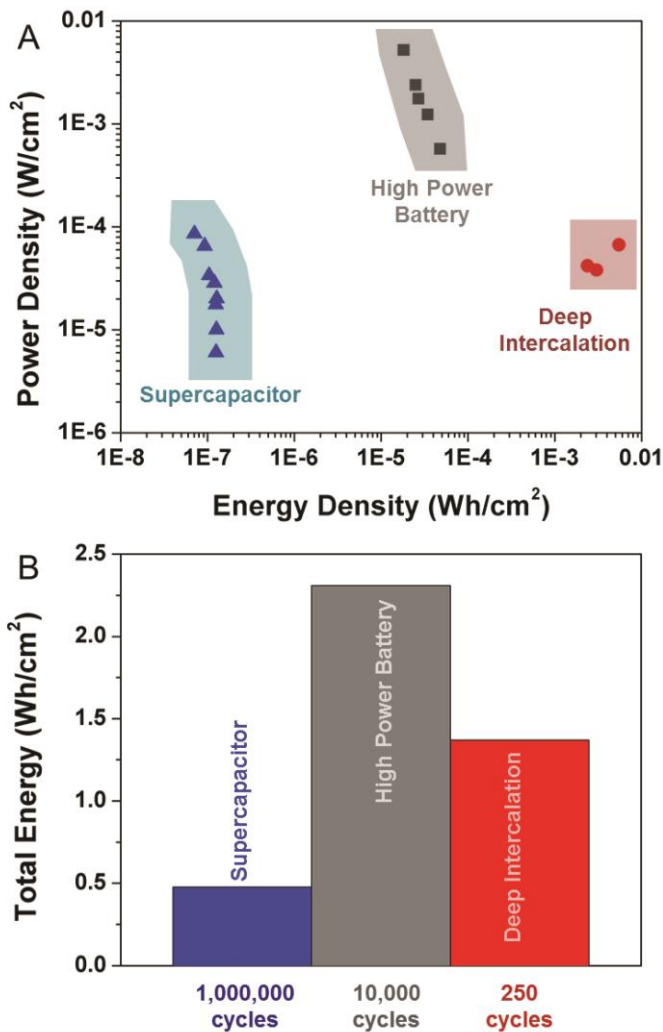 A
Power Density (W/cm²)
0.01
1E-3
1E-4
1E-5
1E-6
High Power
Battery
Deep
Intercalation
Supercapacitor
1E-8
1E-7
1E-6
1E-5
1E-4
1E-3
0.01
Energy Density (Wh/cm²)
B
Total Energy (Wh/cm²)
2.5
2.0
1.5
1.0
0.5
0.0
Supercapacitor
High Power Battery
Deep Intercalation
1,000,000
cycles
10,000
cycles
250
cycles